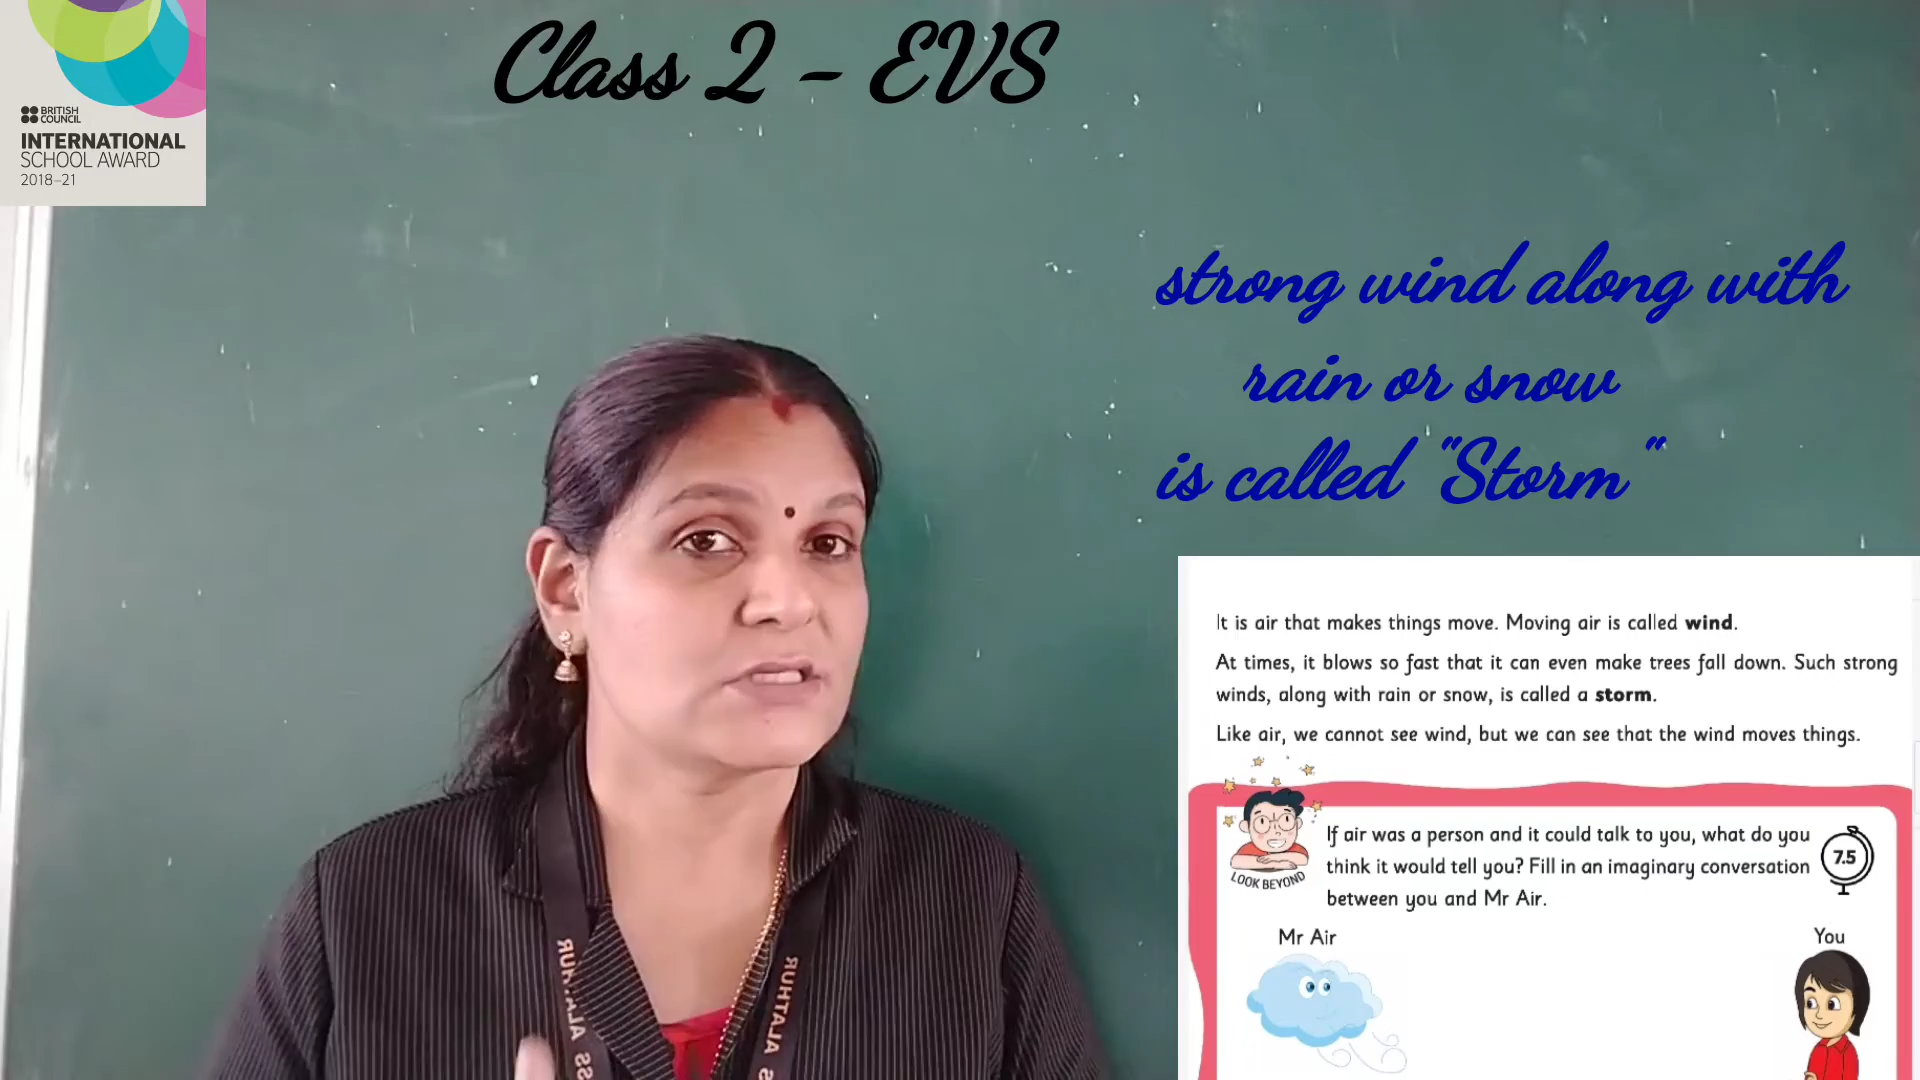 Class 2 - EVS
BRITISH
COUNCIL
INTERNATIONAL
SCHOOL AWARD
2018-21
strong wind along with
rain or snow
is called "Storm"
It is air that makes things move. Moving air is called wind.
At times, it blows so fast that it can even make trees fall down. Such strong
winds, along with rain or snow, is called a storm.
Like air, we cannot see wind, but we can see that the wind moves things.
LOOK BEYOND
If air was a person and it could talk to you, what do you
think it would tell you? Fill in an imaginary conversation
between you and Mr Air.
7.5
Mr Air
You
ALATHUR